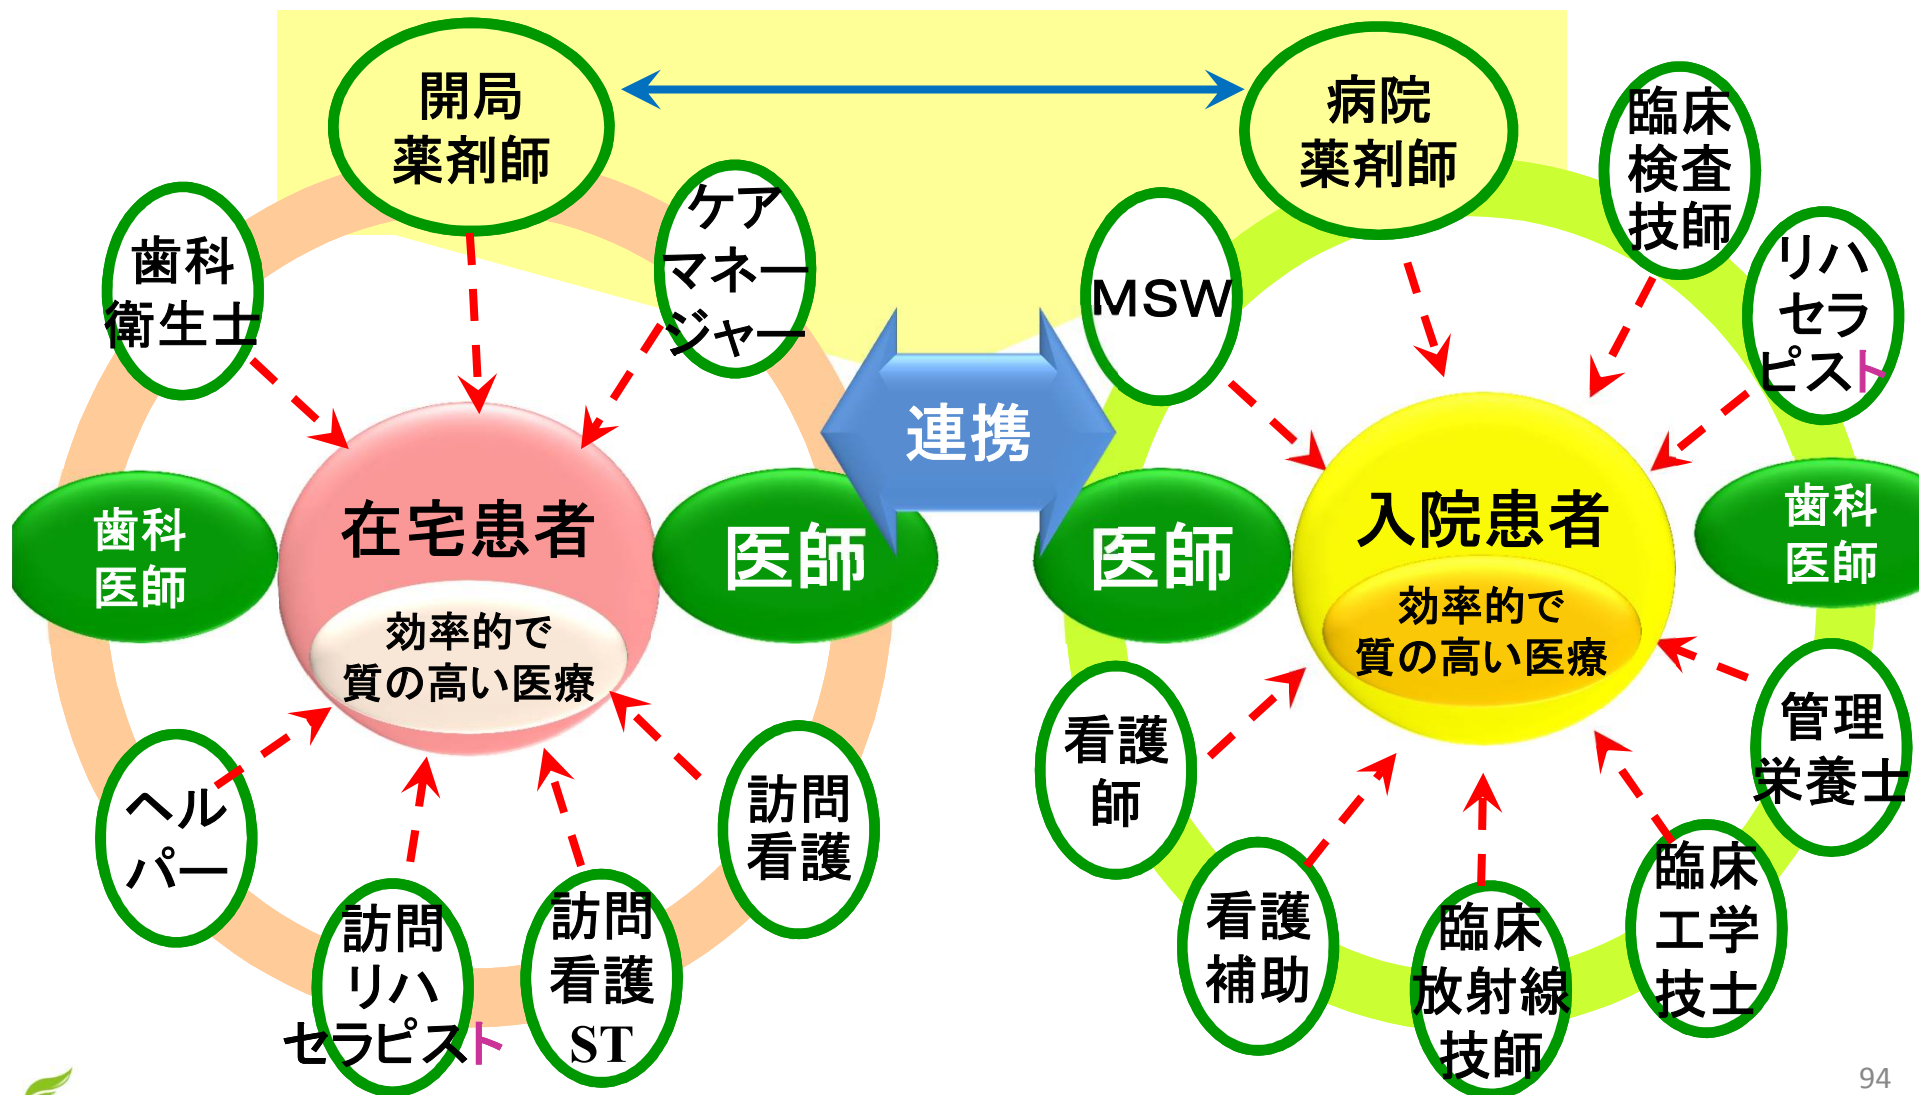 開局
薬剤師
病院
薬剤師
臨床
検査
技師
歯科
衛生士
ケア
マネー
ジャー
MSW
リハ
セラ
ピスト
連携
歯科
医師
在宅患者
効率的で
質の高い医療
医師
医師
入院患者
効率的で
質の高い医療
歯科
医師
ヘル
パー
訪問
リハ
セラピスト
訪問
看護
ST
訪問
看護
看護
師
看護
補助
臨床
放射線
技師
臨床
工学
技士
管理
栄養士
94